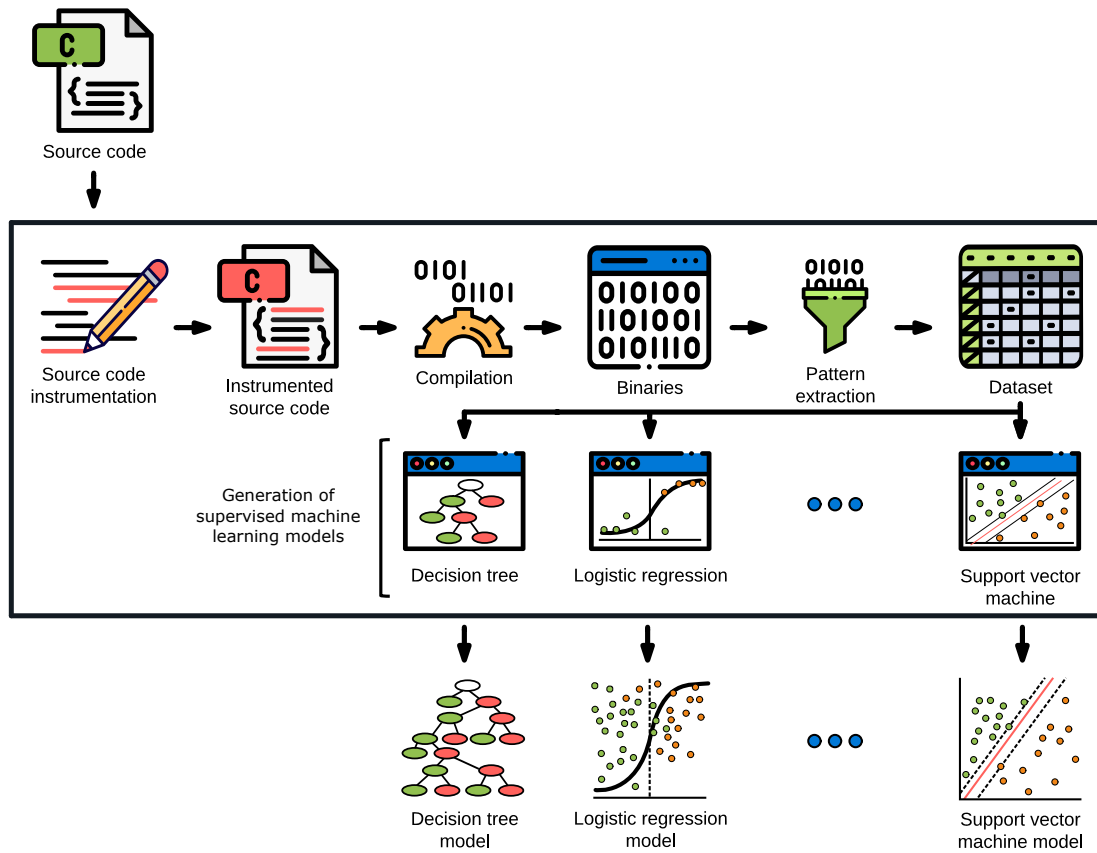 C
Source code
C
0101
01101
010100
1101001
0101110
01010
Source code
instrumentation
Instrumented
source code
Compilation
Binaries
Pattern
extraction
Dataset
Generation of
supervised machine
learning models
Decision tree
Logistic regression
Support vector
machine
Decision tree
model
Logistic regression
model
Support vector
machine model